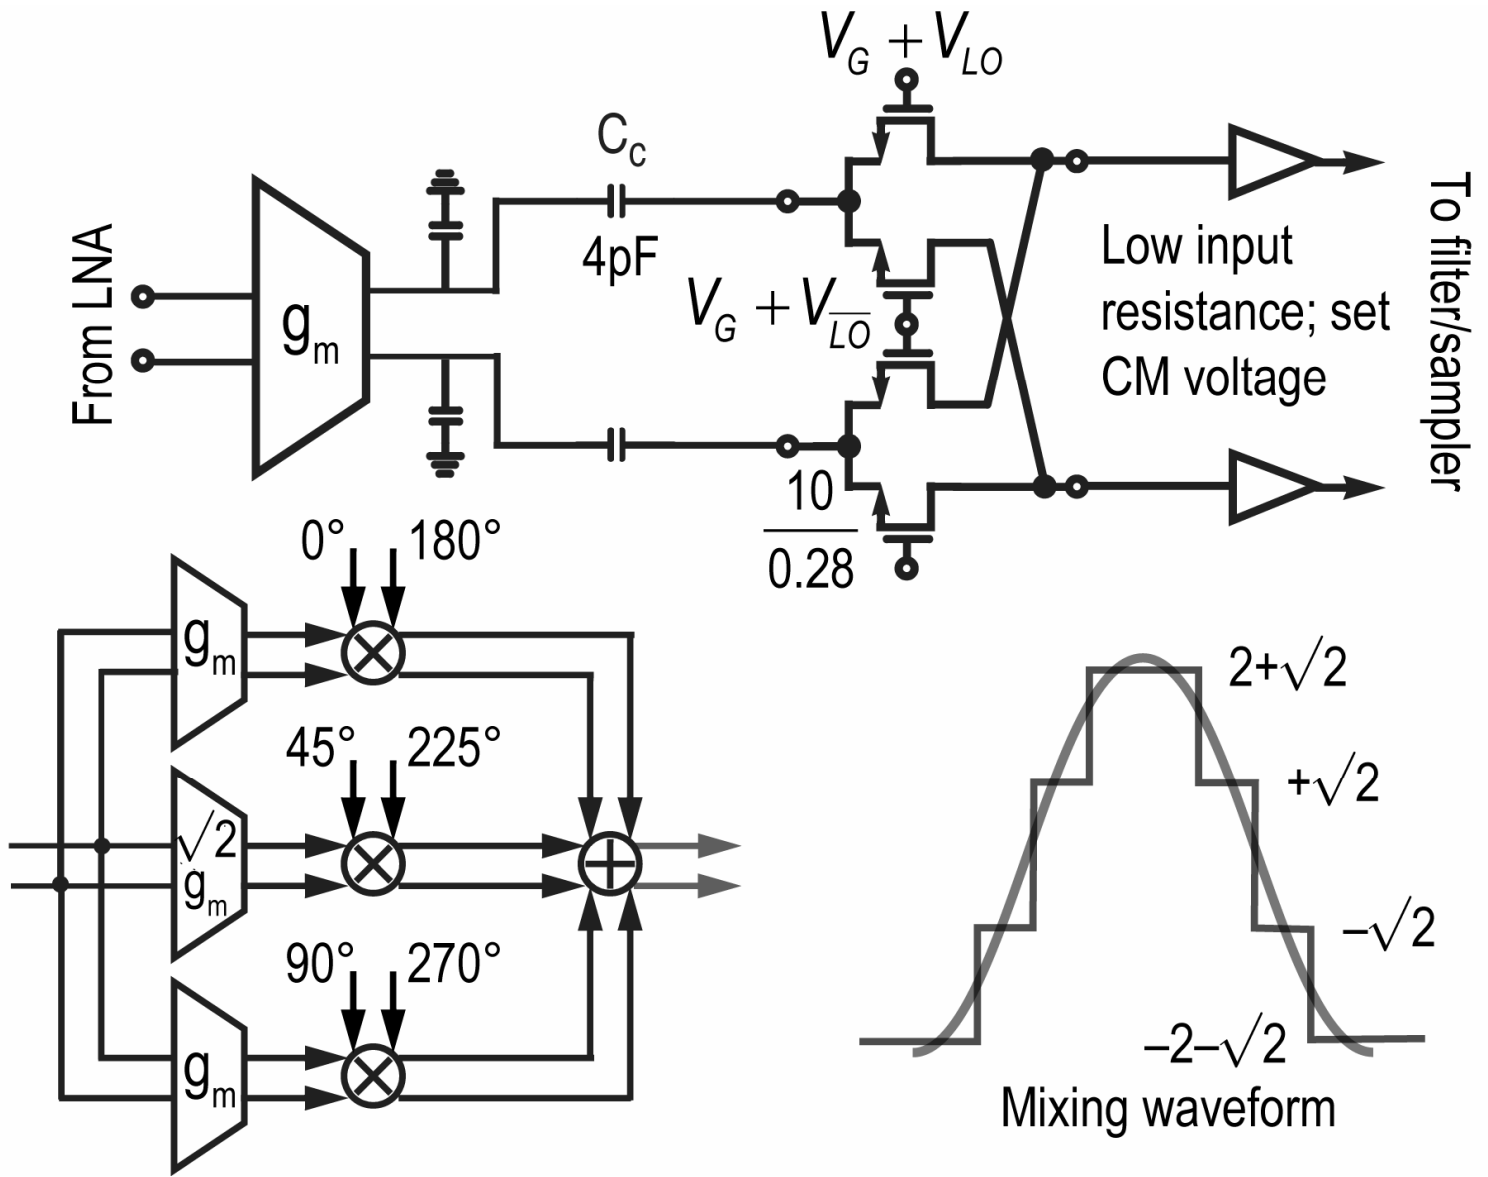 V_G + V_LO
C_c
4pF
From LNA
g_m
V_G + V_L̅O̅
Low input
resistance; set
CM voltage
To filter/sampler
10
0.28
0° 180°
g_m
45° 225°
√2
g_m
90° 270°
g_m
2+√2
+√2
–√2
–2–√2
Mixing waveform